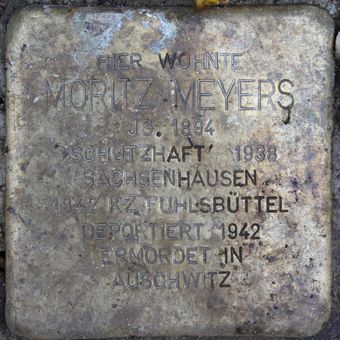 HIER WOHNTE
MORITZ MEYERS
JG. 1894
'SCHUTZHAFT' 1938
SACHSENHAUSEN
1942 KZ FUHLSBÜTTEL
DEPORTIERT 1942
ERMORDET IN
AUSCHWITZ